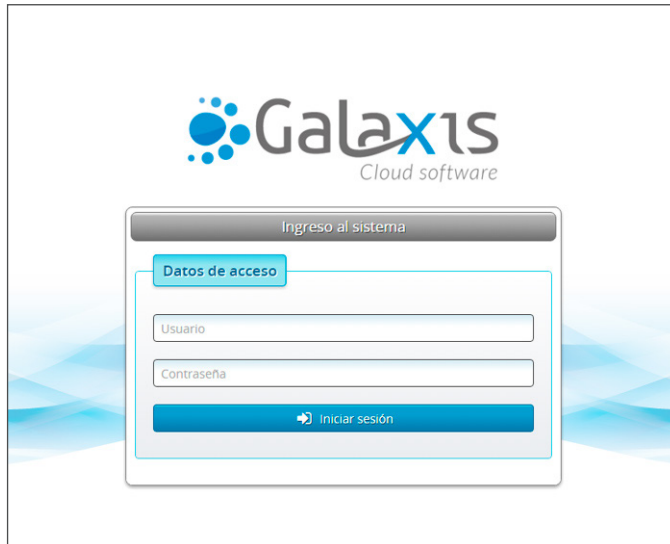 Galaxis
Cloud software
Ingreso al sistema
Datos de acceso
Usuario
Contraseña
Iniciar sesión